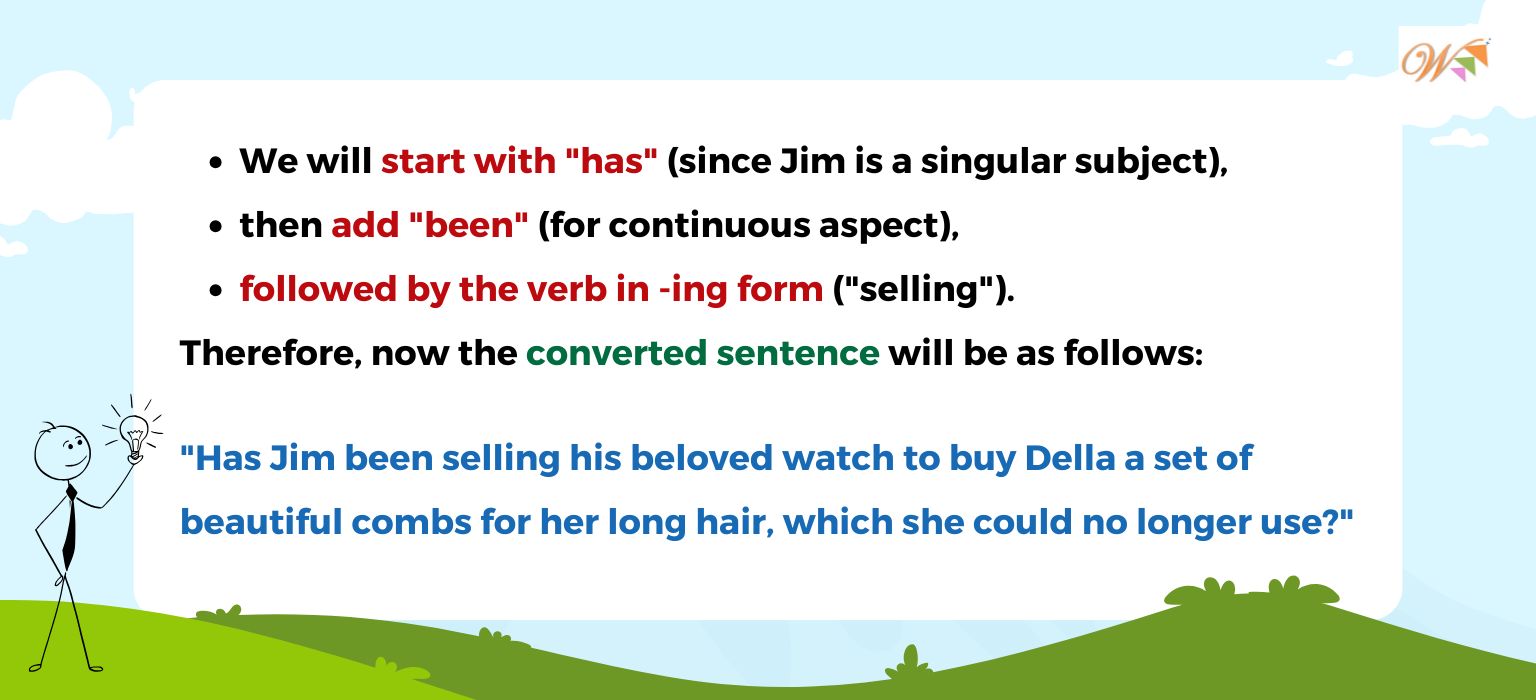 W
• We will start with "has" (since Jim is a singular subject),
• then add "been" (for continuous aspect),
• followed by the verb in -ing form ("selling").
Therefore, now the converted sentence will be as follows:
"Has Jim been selling his beloved watch to buy Della a set of
beautiful combs for her long hair, which she could no longer use?"